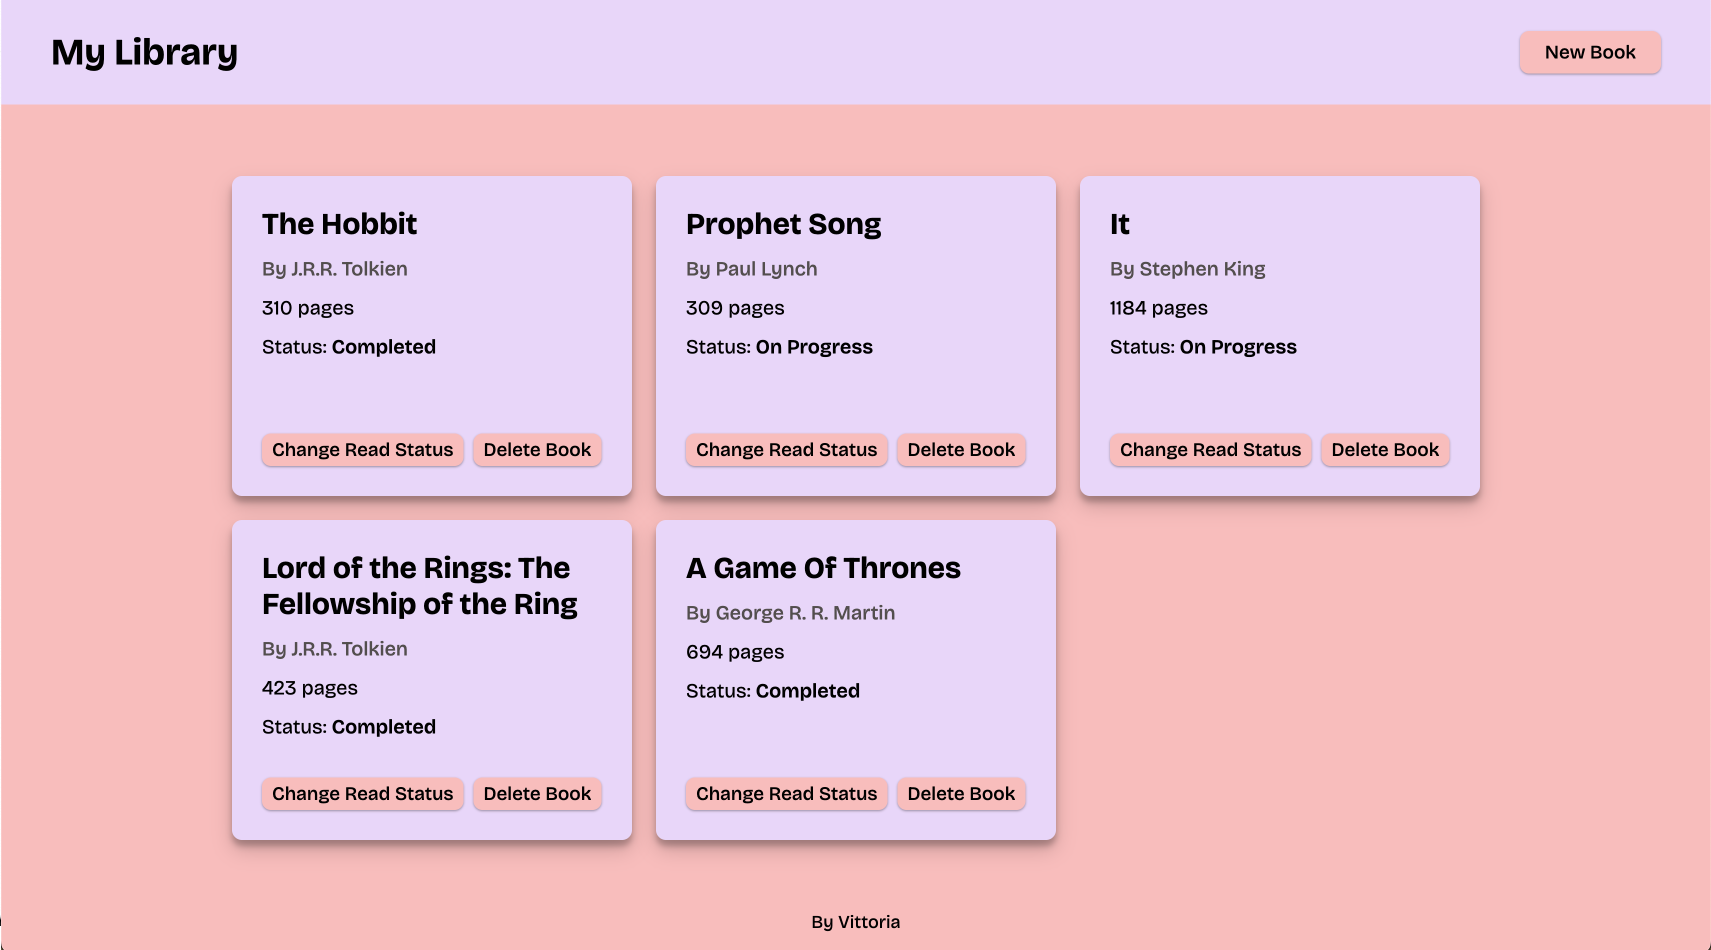 My Library
New Book
The Hobbit
By J.R.R. Tolkien
310 pages
Status: Completed
Change Read Status
Delete Book
Prophet Song
By Paul Lynch
309 pages
Status: On Progress
Change Read Status
Delete Book
It
By Stephen King
1184 pages
Status: On Progress
Change Read Status
Delete Book
Lord of the Rings: The
Fellowship of the Ring
By J.R.R. Tolkien
423 pages
Status: Completed
Change Read Status
Delete Book
A Game Of Thrones
By George R. R. Martin
694 pages
Status: Completed
Change Read Status
Delete Book
By Vittoria